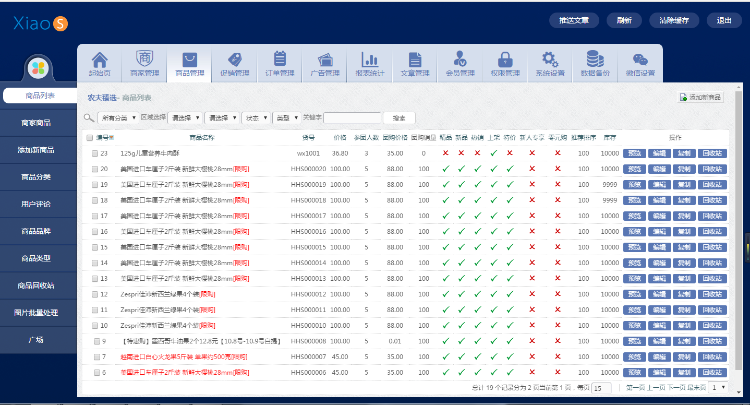 XiaoS
推送文章 刷新 清除缓存 退出
起始页 商家管理 商品管理 促销管理 订单管理 广告管理 报表统计 文章管理 会员管理 权限管理 系统设置 数据备份 微信设置
商品列表
商家商品
添加新商品
商品分类
用户评论
商品品牌
商品类型
商品回收站
图片批量处理
广场
农夫臻选- 商品列表 添加新商品
所有分类 区域选择 请选择 请选择 状态 类型 关键字 搜索
编号 商品名称 货号 价格 参团人数 团购价格 团购销量 精品 新品 热销 上架 特价 新人专享 推荐排序 库存 操作
23 125g儿童营养牛肉酥 wx1001 36.80 3 35.00 0 100 10000 预览 编辑 复制 回收站
20 美国进口车厘子2斤装 新鲜大樱桃28mm[限购] HHS000020 100.00 5 88.00 100 100 10000 预览 编辑 复制 回收站
19 美国进口车厘子2斤装 新鲜大樱桃28mm[限购] HHS000019 100.00 5 88.00 100 100 9999 预览 编辑 复制 回收站
18 美国进口车厘子2斤装 新鲜大樱桃28mm[限购] HHS000018 100.00 5 88.00 100 100 9999 预览 编辑 复制 回收站
17 美国进口车厘子2斤装 新鲜大樱桃28mm[限购] HHS000017 100.00 5 88.00 100 100 10000 预览 编辑 复制 回收站
16 美国进口车厘子2斤装 新鲜大樱桃28mm[限购] HHS000016 100.00 5 88.00 100 100 10000 预览 编辑 复制 回收站
15 美国进口车厘子2斤装 新鲜大樱桃28mm[限购] HHS000015 100.00 5 88.00 100 100 10000 预览 编辑 复制 回收站
14 美国进口车厘子2斤装 新鲜大樱桃28mm[限购] HHS000014 100.00 5 88.00 100 100 10000 预览 编辑 复制 回收站
13 美国进口车厘子2斤装 新鲜大樱桃28mm[限购] HHS000013 100.00 5 88.00 100 100 10000 预览 编辑 复制 回收站
12 Zespri佳沛新西兰绿果4个装[限购] HHS000012 100.00 5 88.00 100 100 10000 预览 编辑 复制 回收站
11 Zespri佳沛新西兰绿果4个装[限购] HHS000011 100.00 5 88.00 100 100 10000 预览 编辑 复制 回收站
10 Zespri佳沛新西兰绿果4个装[限购] HHS000010 100.00 5 88.00 100 100 10000 预览 编辑 复制 回收站
9 【特追购】墨西哥牛油果2个12.8元【10.8号-10.9号自提】 HHS000008 100.00 5 0.01 100 100 10000 预览 编辑 复制 回收站
7 越南进口白心火龙果5斤装 单果约500克[限购] HHS000007 45.00 5 35.00 100 100 10000 预览 编辑 复制 回收站
6 美国进口车厘子2斤装 新鲜大樱桃28mm[限购] HHS000006 45.00 5 35.00 100 100 10000 预览 编辑 复制 回收站
总计 19 个记录分为 2 页当前第 1 页，每页 15 第一页 上一页 下一页 最末页 1